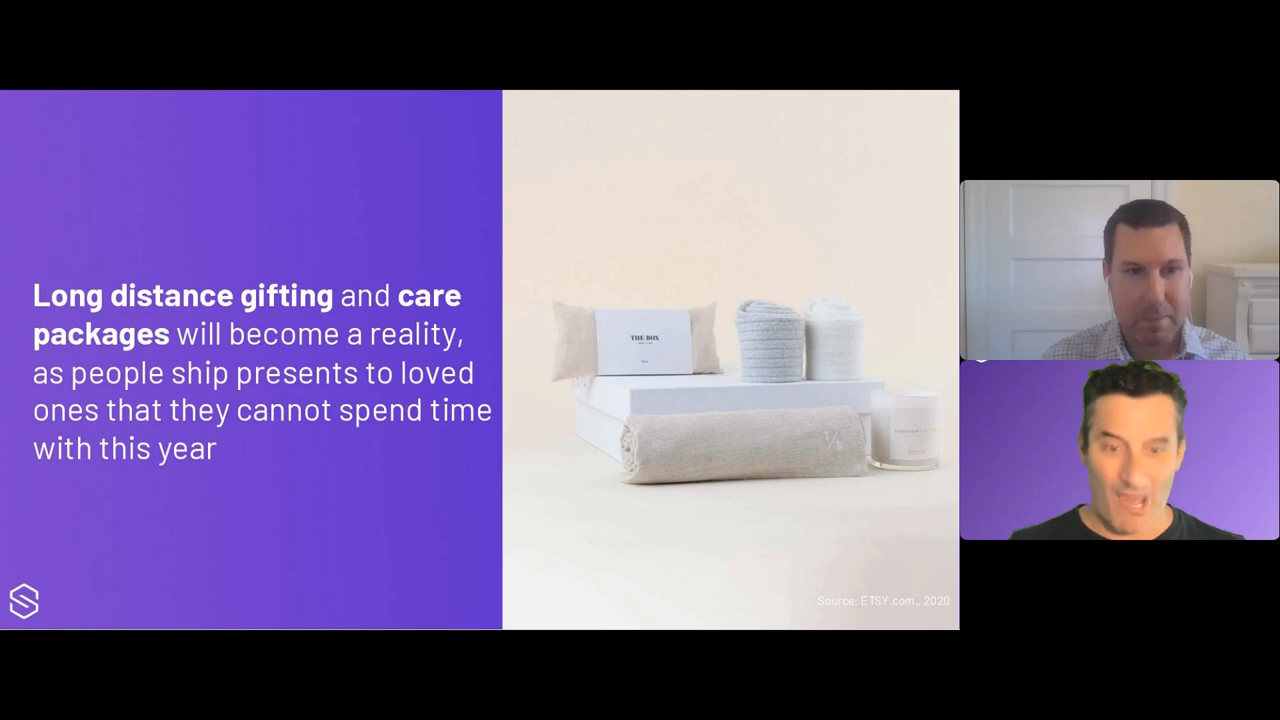 Long distance gifting and care
packages will become a reality,
as people ship presents to loved
ones that they cannot spend time
with this year
THE BOX
Source: ETSY.com., 2020